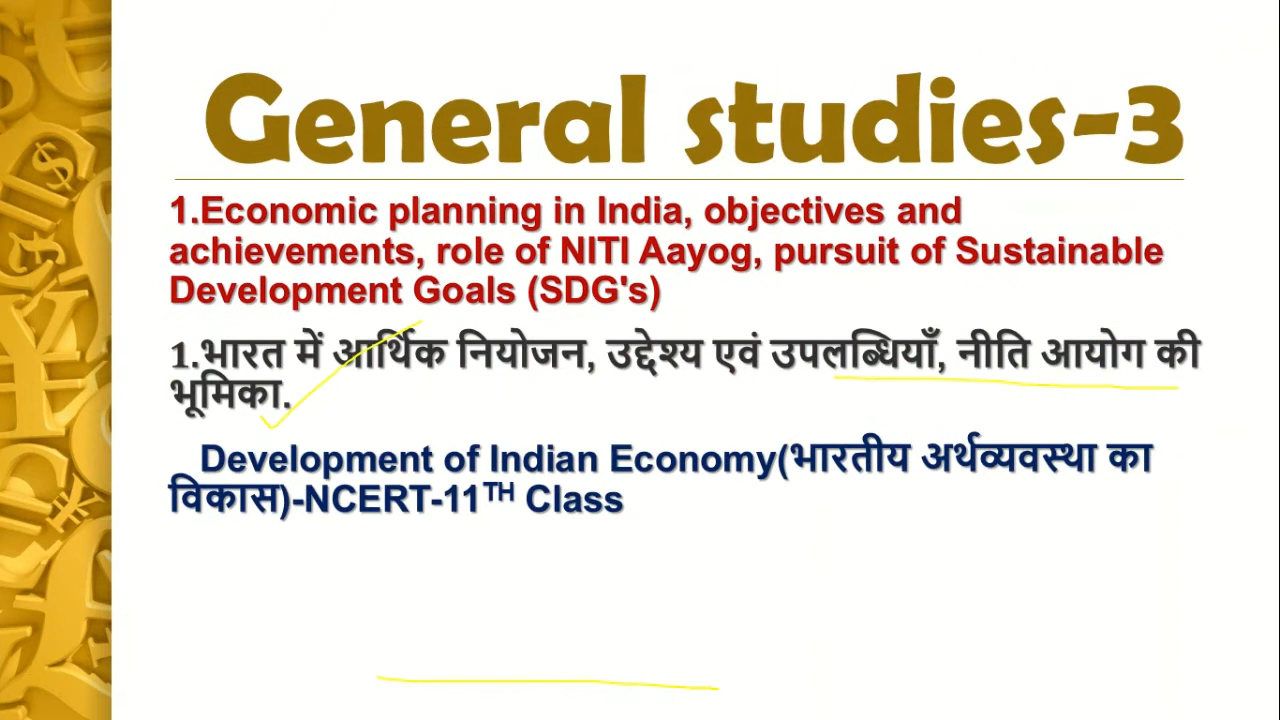 General studies-3
1.Economic planning in India, objectives and
achievements, role of NITI Aayog, pursuit of Sustainable
Development Goals (SDG's)
1.भारत में आर्थिक नियोजन, उद्देश्य एवं उपलब्धियाँ, नीति आयोग की
भूमिका.
Development of Indian Economy(भारतीय अर्थव्यवस्था का
विकास)-NCERT-11TH Class